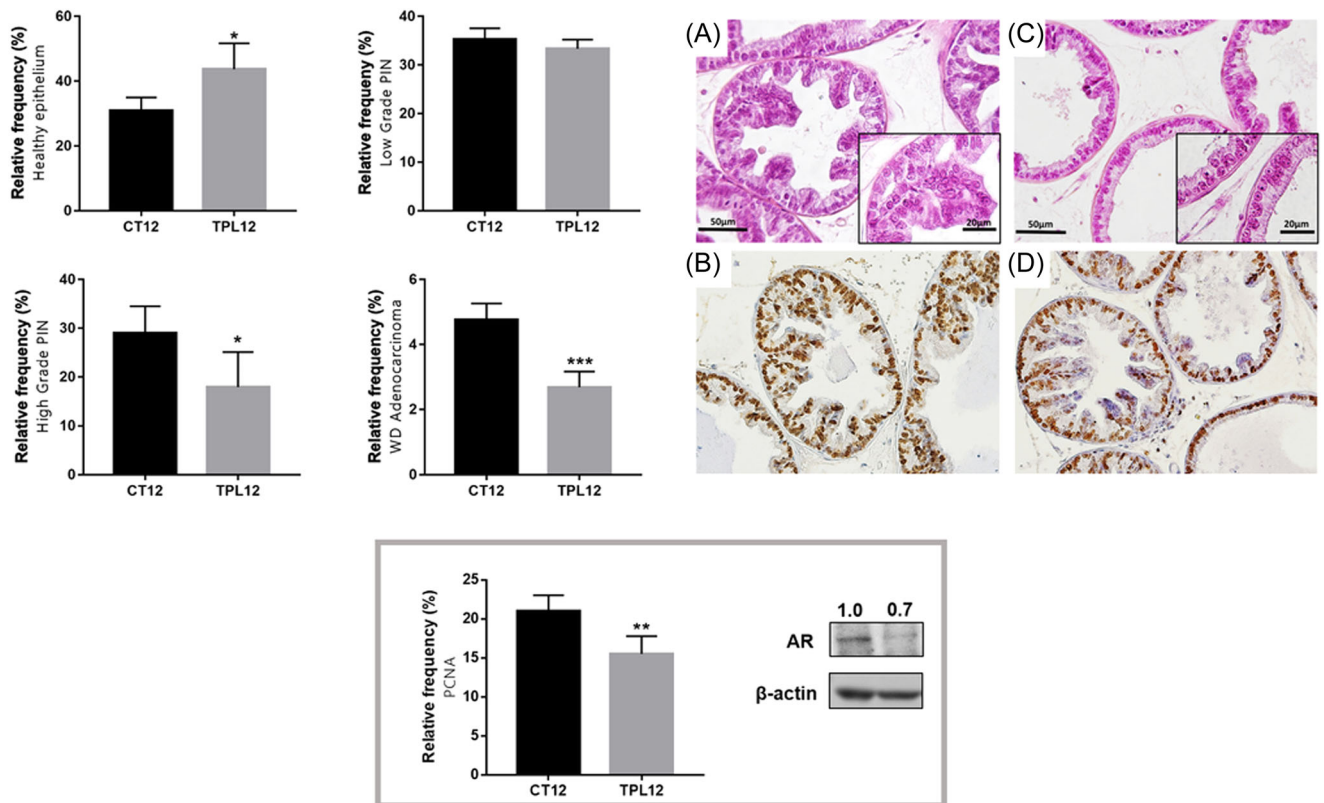 Relative frequency (%)
Healthy epithelium
60
40
20
0
*
CT12
TPL12
Relative frequeny (%)
Low Grade PIN
40
30
20
10
0
CT12
TPL12
(A)
50µm
20µm
(C)
50µm
20µm
Relative frequency (%)
High Grade PIN
40
30
20
10
0
*
CT12
TPL12
Relative frequency (%)
WD Adenocarcinoma
6
4
2
0
***
CT12
TPL12
(B)
(D)
Relative frequency (%)
PCNA
25
20
15
10
5
0
**
CT12
TPL12
1.0 0.7
AR
β-actin